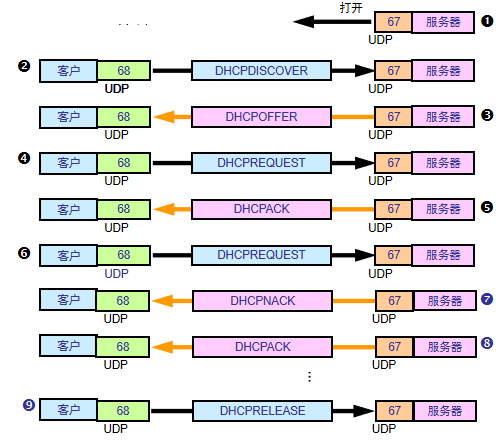 打开
67 服务器 ❶
UDP
❷ 客户 68 DHCPDISCOVER 67 服务器
UDP UDP
客户 68 DHCPOFFER 67 服务器 ❸
UDP UDP
❹ 客户 68 DHCPREQUEST 67 服务器
UDP UDP
客户 68 DHCPACK 67 服务器 ❺
UDP UDP
❻ 客户 68 DHCPREQUEST 67 服务器
UDP UDP
客户 68 DHCPNACK 67 服务器 ❼
UDP UDP
客户 68 DHCPACK 67 服务器 ❽
UDP UDP
❾ 客户 68 DHCPRELEASE 67 服务器
UDP UDP